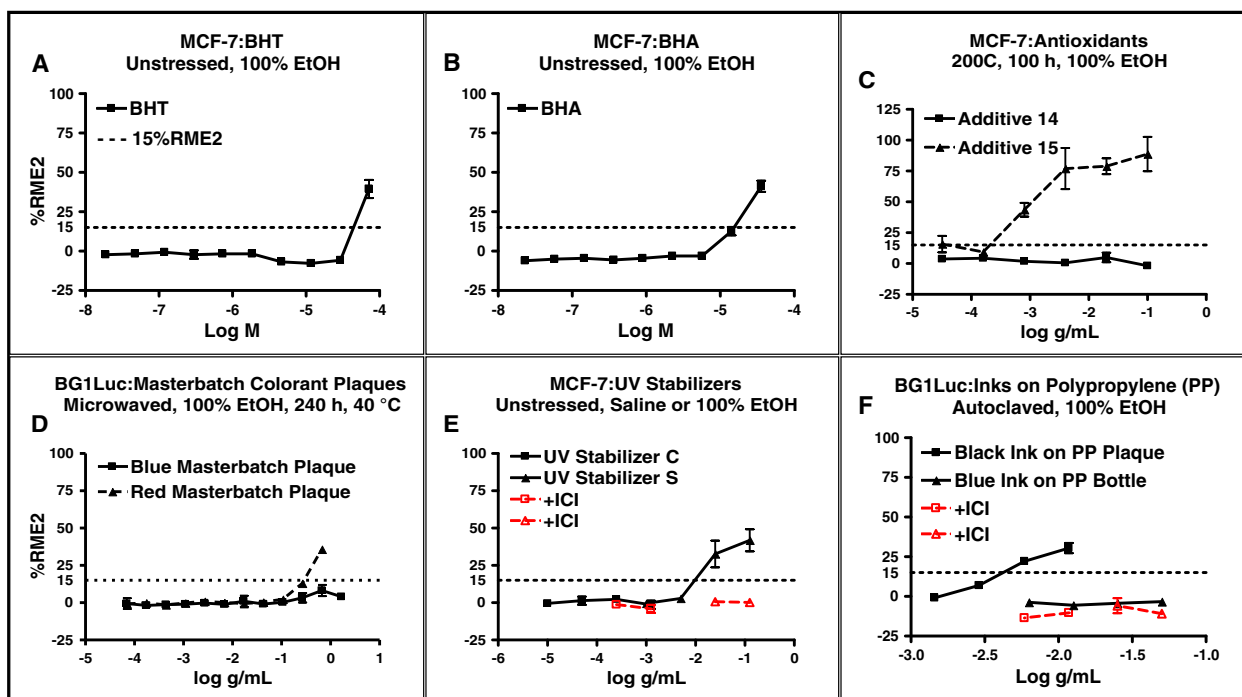 MCF-7:BHT
Unstressed, 100% EtOH
A
BHT
15%RME2
%RME2
100
75
50
25
15
0
-25
-8
-7
-6
-5
-4
Log M
MCF-7:BHA
Unstressed, 100% EtOH
B
BHA
100
75
50
25
15
0
-25
-8
-7
-6
-5
-4
Log M
MCF-7:Antioxidants
200C, 100 h, 100% EtOH
C
Additive 14
Additive 15
125
100
75
50
25
15
0
-25
-5
-4
-3
-2
-1
0
log g/mL
BG1Luc:Masterbatch Colorant Plaques
Microwaved, 100% EtOH, 240 h, 40 °C
D
Blue Masterbatch Plaque
Red Masterbatch Plaque
%RME2
100
75
50
25
15
0
-25
-5
-4
-3
-2
-1
0
1
log g/mL
MCF-7:UV Stabilizers
Unstressed, Saline or 100% EtOH
E
UV Stabilizer C
UV Stabilizer S
+ICI
+ICI
100
75
50
25
15
0
-25
-6
-5
-4
-3
-2
-1
0
log g/mL
BG1Luc:Inks on Polypropylene (PP)
Autoclaved, 100% EtOH
F
Black Ink on PP Plaque
Blue Ink on PP Bottle
+ICI
+ICI
100
75
50
25
15
0
-25
-3.0
-2.5
-2.0
-1.5
-1.0
Log g/mL